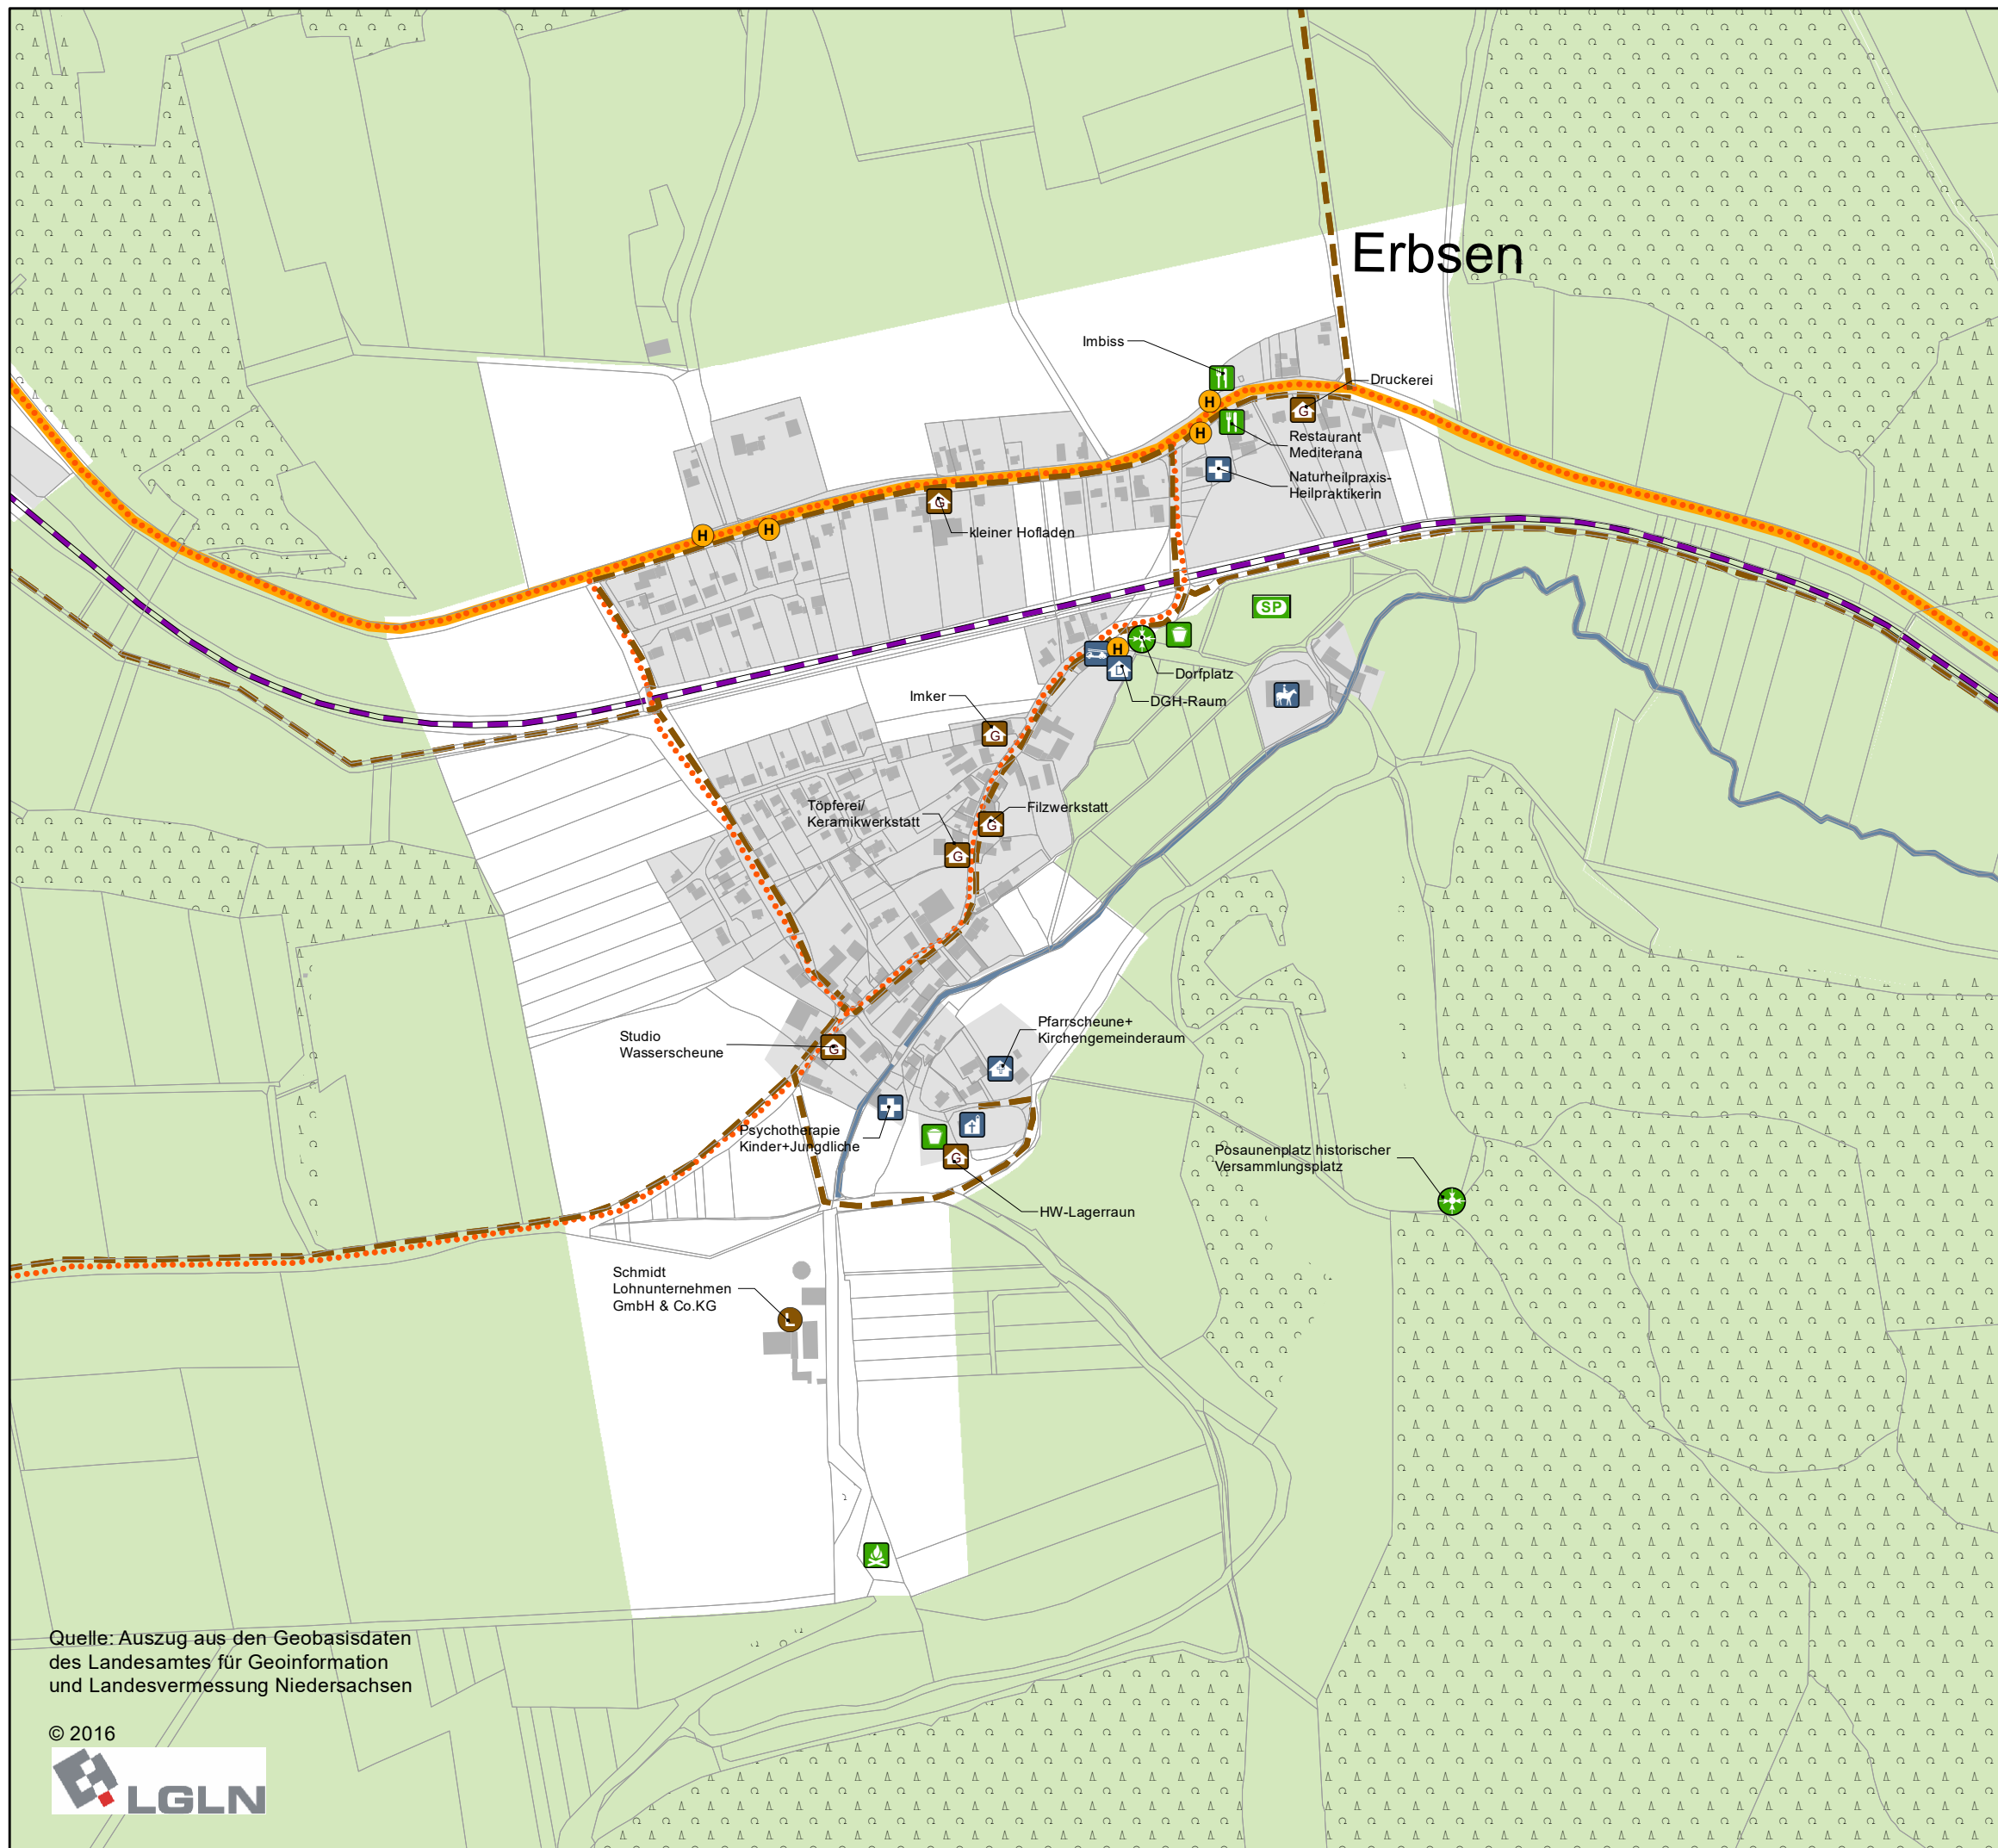 Erbsen
Imbiss
H
Druckerei
G
H
Restaurant
Mediterana
Naturheilpraxis-
Heilpraktikerin
G
H
H
kleiner Hofladen
SP
H
D
Dorfplatz
DGH-Raum
Imker
G
Töpferei/
Keramikwerkstatt
Filzwerkstatt
G
G
Pfarrscheune+
Kirchengemeinderaum
Studio
Wasserscheune
G
Psychotherapie
Kinder+Jungdliche
G
Posaunenplatz historischer
Versammlungsplatz
HW-Lagerraun
Schmidt
Lohnunternehmen
GmbH & Co.KG
L
Quelle: Auszug aus den Geobasisdaten
des Landesamtes für Geoinformation
und Landesvermessung Niedersachsen
© 2016
LGLN